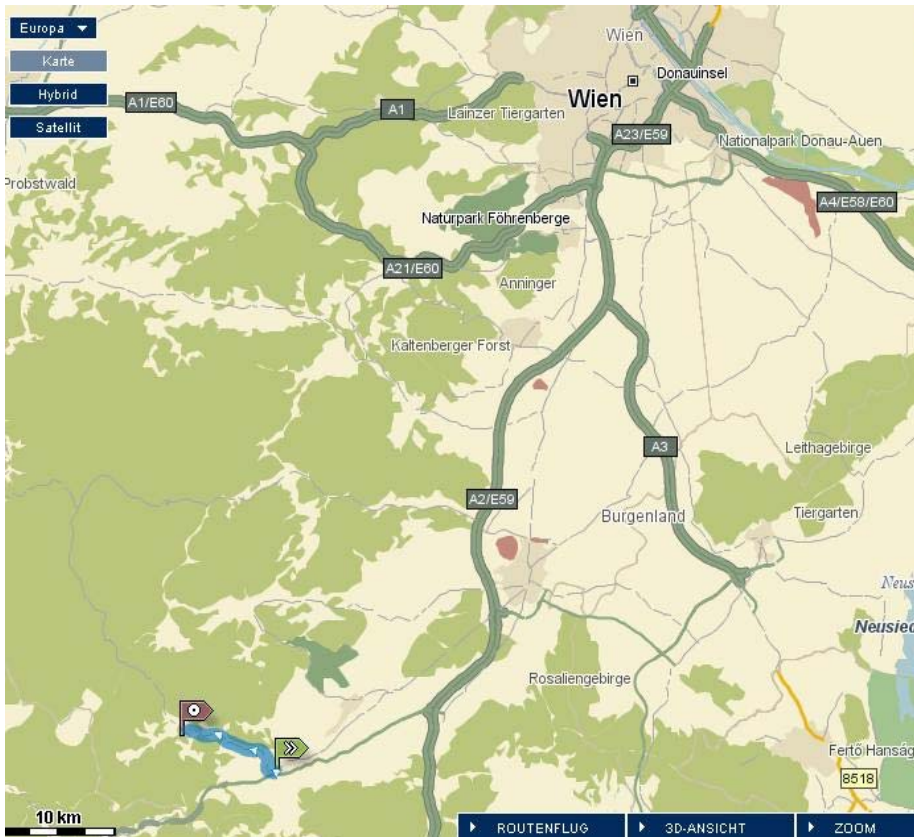 Europa
Karte
Hybrid
Satellit
Wien
Donauinsel
Wien
A1/E60
A1
Lainzer Tiergarten
A23/E59
Nationalpark Donau-Auen
Probstwald
A4/E58/E60
Naturpark Föhrenberge
A21/E60
Anninger
Kaltenberger Forst
A3
Leithagebirge
A2/E59
Burgenland
Tiergarten
Neus
Neusied
Rosaliengebirge
Fertő Hanság
8518
10 km
ROUTENFLUG
3D-ANSICHT
ZOOM